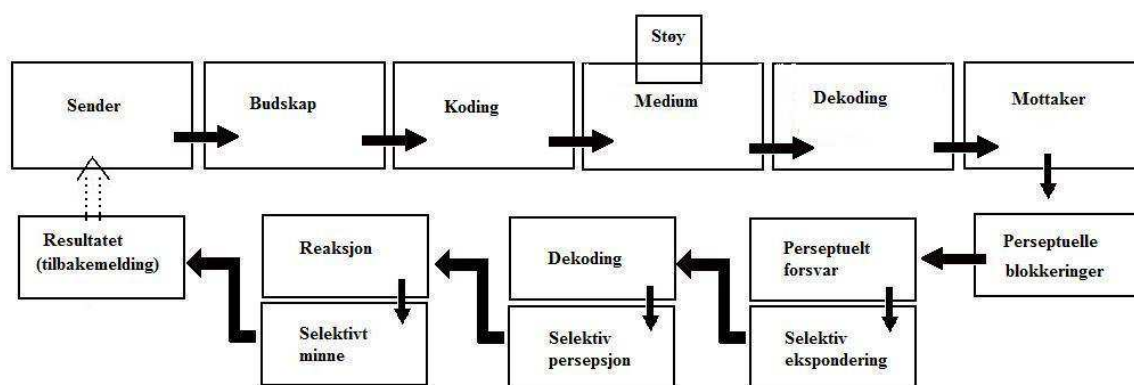 Støy
Sender
Budskap
Koding
Medium
Dekoding
Mottaker
Resultatet
(tilbakemelding)
Reaksjon
Dekoding
Perseptuelt
forsvar
Perseptuelle
blokkeringer
Selektivt
minne
Selektiv
persepsjon
Selektiv
ekspondering